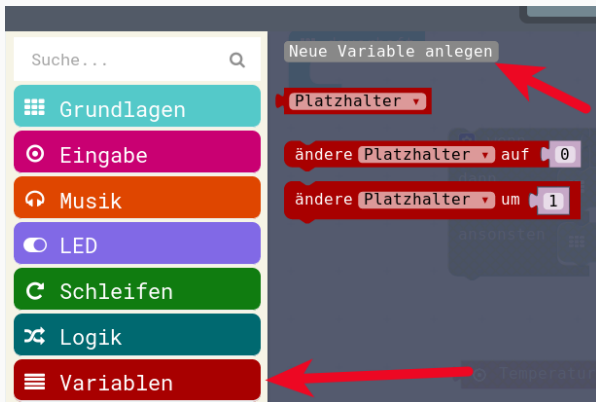 Suche...
Grundlagen
Eingabe
Musik
LED
Schleifen
Logik
Variablen
Neue Variable anlegen
Platzhalter
ändere Platzhalter auf 0
ändere Platzhalter um 1
ansonsten
Temperatur